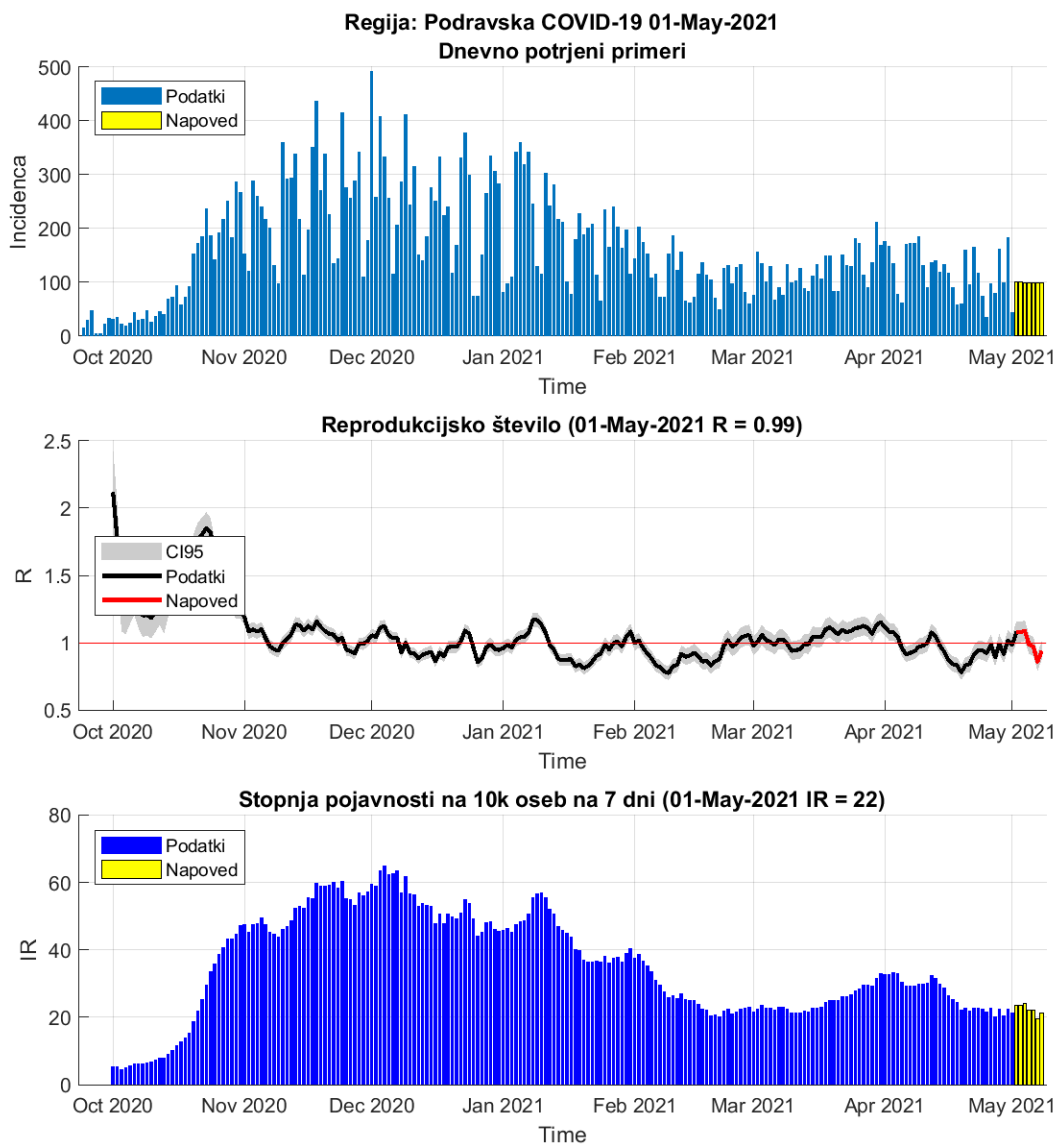 Regija: Podravska COVID-19 01-May-2021
Dnevno potrjeni primeri
500
400
300
200
100
0
Incidenca
Podatki
Napoved
Oct 2020 Nov 2020 Dec 2020 Jan 2021 Feb 2021 Mar 2021 Apr 2021 May 2021
Time
Reprodukcijsko število (01-May-2021 R = 0.99)
2.5
2
1.5
1
0.5
R
CI95
Podatki
Napoved
Oct 2020 Nov 2020 Dec 2020 Jan 2021 Feb 2021 Mar 2021 Apr 2021 May 2021
Time
Stopnja pojavnosti na 10k oseb na 7 dni (01-May-2021 IR = 22)
80
60
40
20
0
IR
Podatki
Napoved
Oct 2020 Nov 2020 Dec 2020 Jan 2021 Feb 2021 Mar 2021 Apr 2021 May 2021
Time